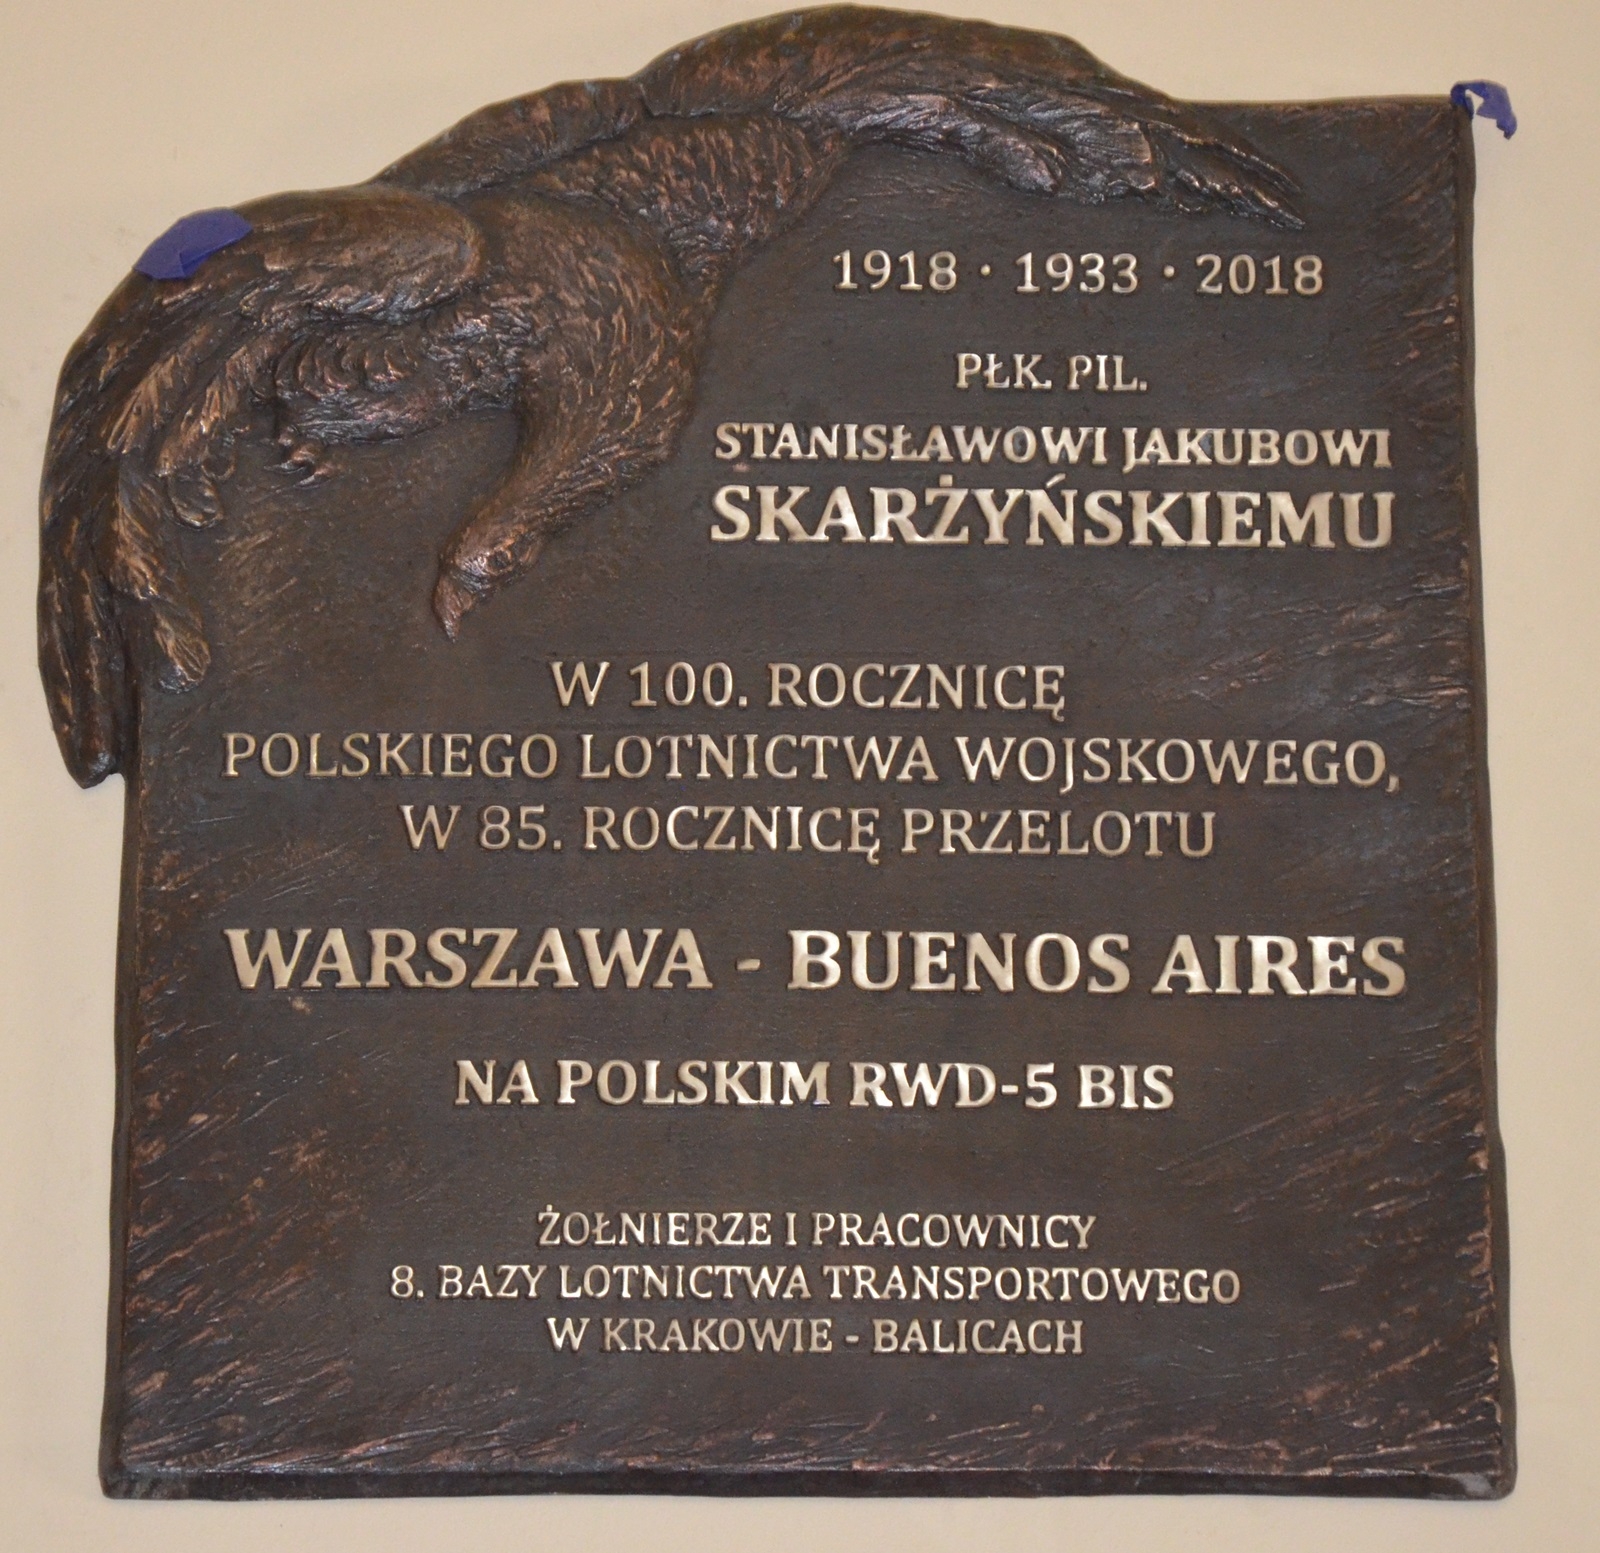 1918 · 1933 · 2018
PŁK. PIL.
STANISŁAWOWI JAKUBOWI
SKARŻYŃSKIEMU
W 100. ROCZNICĘ
POLSKIEGO LOTNICTWA WOJSKOWEGO,
W 85. ROCZNICĘ PRZELOTU
WARSZAWA - BUENOS AIRES
NA POLSKIM RWD-5 BIS
ŻOŁNIERZE I PRACOWNICY
8. BAZY LOTNICTWA TRANSPORTOWEGO
W KRAKOWIE - BALICACH